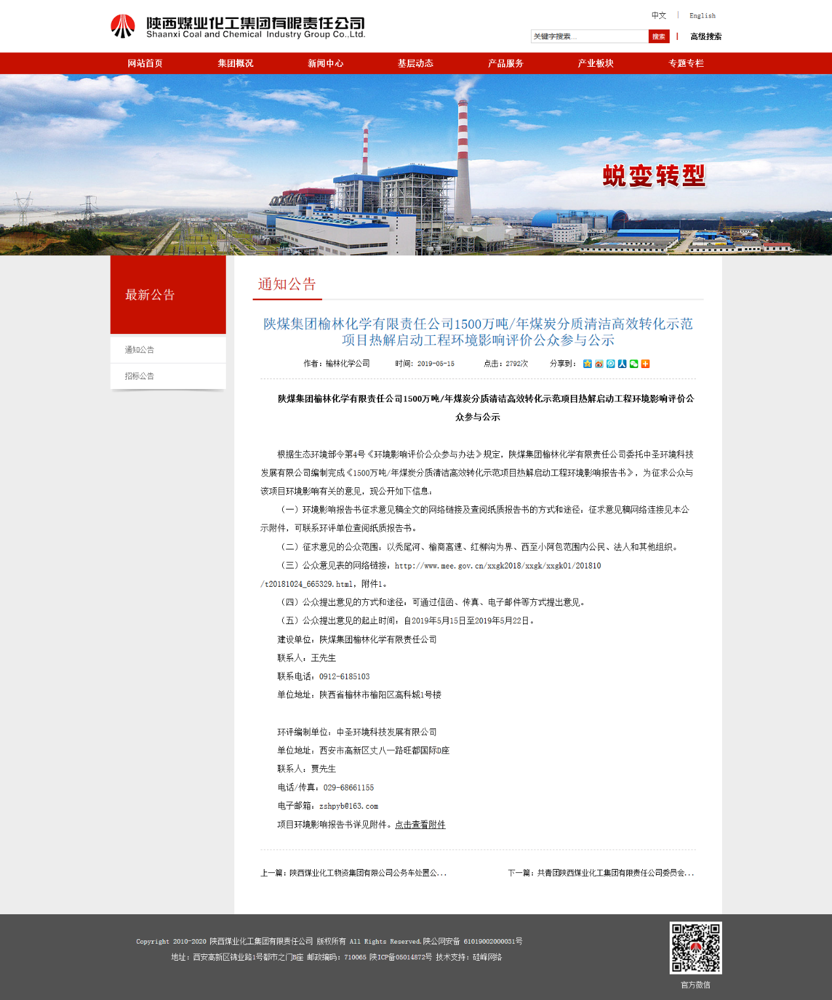 陕西煤业化工集团有限责任公司
Shaanxi Coal and Chemical Industry Group Co.,Ltd.
中文 | English
关键字搜索... 搜索 | 高级搜索
网站首页 集团概况 新闻中心 基层动态 产品服务 产业板块 专题专栏
蜕变转型
最新公告
通知公告
招标公告
通知公告
陕煤集团榆林化学有限责任公司1500万吨/年煤炭分质清洁高效转化示范
项目热解启动工程环境影响评价公众参与公示
作者：榆林化学公司 时间：2019-05-15 点击：2792次 分享到：
陕煤集团榆林化学有限责任公司1500万吨/年煤炭分质清洁高效转化示范项目热解启动工程环境影响评价公
众参与公示
根据生态环境部令第4号《环境影响评价公众参与办法》规定，陕煤集团榆林化学有限责任公司委托中圣环境科技
发展有限公司编制完成《1500万吨/年煤炭分质清洁高效转化示范项目热解启动工程环境影响报告书》，为征求公众与
该项目环境影响有关的意见，现公开如下信息：
（一）环境影响报告书征求意见稿全文的网络链接及查阅纸质报告书的方式和途径：征求意见稿网络连接见本公
示附件，可联系环评单位查阅纸质报告书。
（二）征求意见的公众范围：以秃尾河、榆商高速、红柳沟为界、西至小阿包范围内公民、法人和其他组织。
（三）公众意见表的网络链接：http://www.mee.gov.cn/xxgk2018/xxgk/xxgk01/201810
/t20181024_665329.html，附件1。
（四）公众提出意见的方式和途径：可通过信函、传真、电子邮件等方式提出意见。
（五）公众提出意见的起止时间：自2019年5月15日至2019年5月22日。
建设单位：陕煤集团榆林化学有限责任公司
联系人：王先生
联系电话：0912-6185103
单位地址：陕西省榆林市榆阳区高科城1号楼
环评编制单位：中圣环境科技发展有限公司
单位地址：西安市高新区丈八一路旺都国际D座
联系人：贾先生
电话/传真：029-68661155
电子邮箱：zshpyb@163.com
项目环境影响报告书详见附件。点击查看附件
上一篇：陕西煤业化工物资集团有限公司公务车处置公... 下一篇：共青团陕西煤业化工集团有限责任公司委员会...
Copyright 2010-2020 陕西煤业化工集团有限责任公司 版权所有 All Rights Reserved.陕公网安备 61019002000031号
地址：西安高新区锦业路1号都市之门B座 邮政编码：710065 陕ICP备05014872号 技术支持：硅峰网络
官方微信